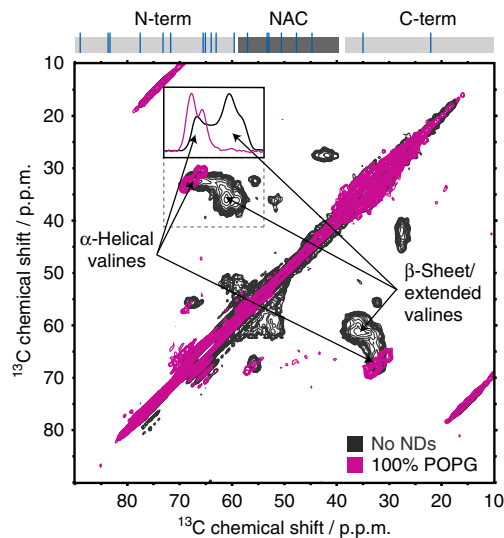 N-term NAC C-term
10
20
30
40
50
60
70
80
¹³C chemical shift / p.p.m.
α-Helical
valines
β-Sheet/
extended
valines
No NDs
100% POPG
80 70 60 50 40 30 20 10
¹³C chemical shift / p.p.m.